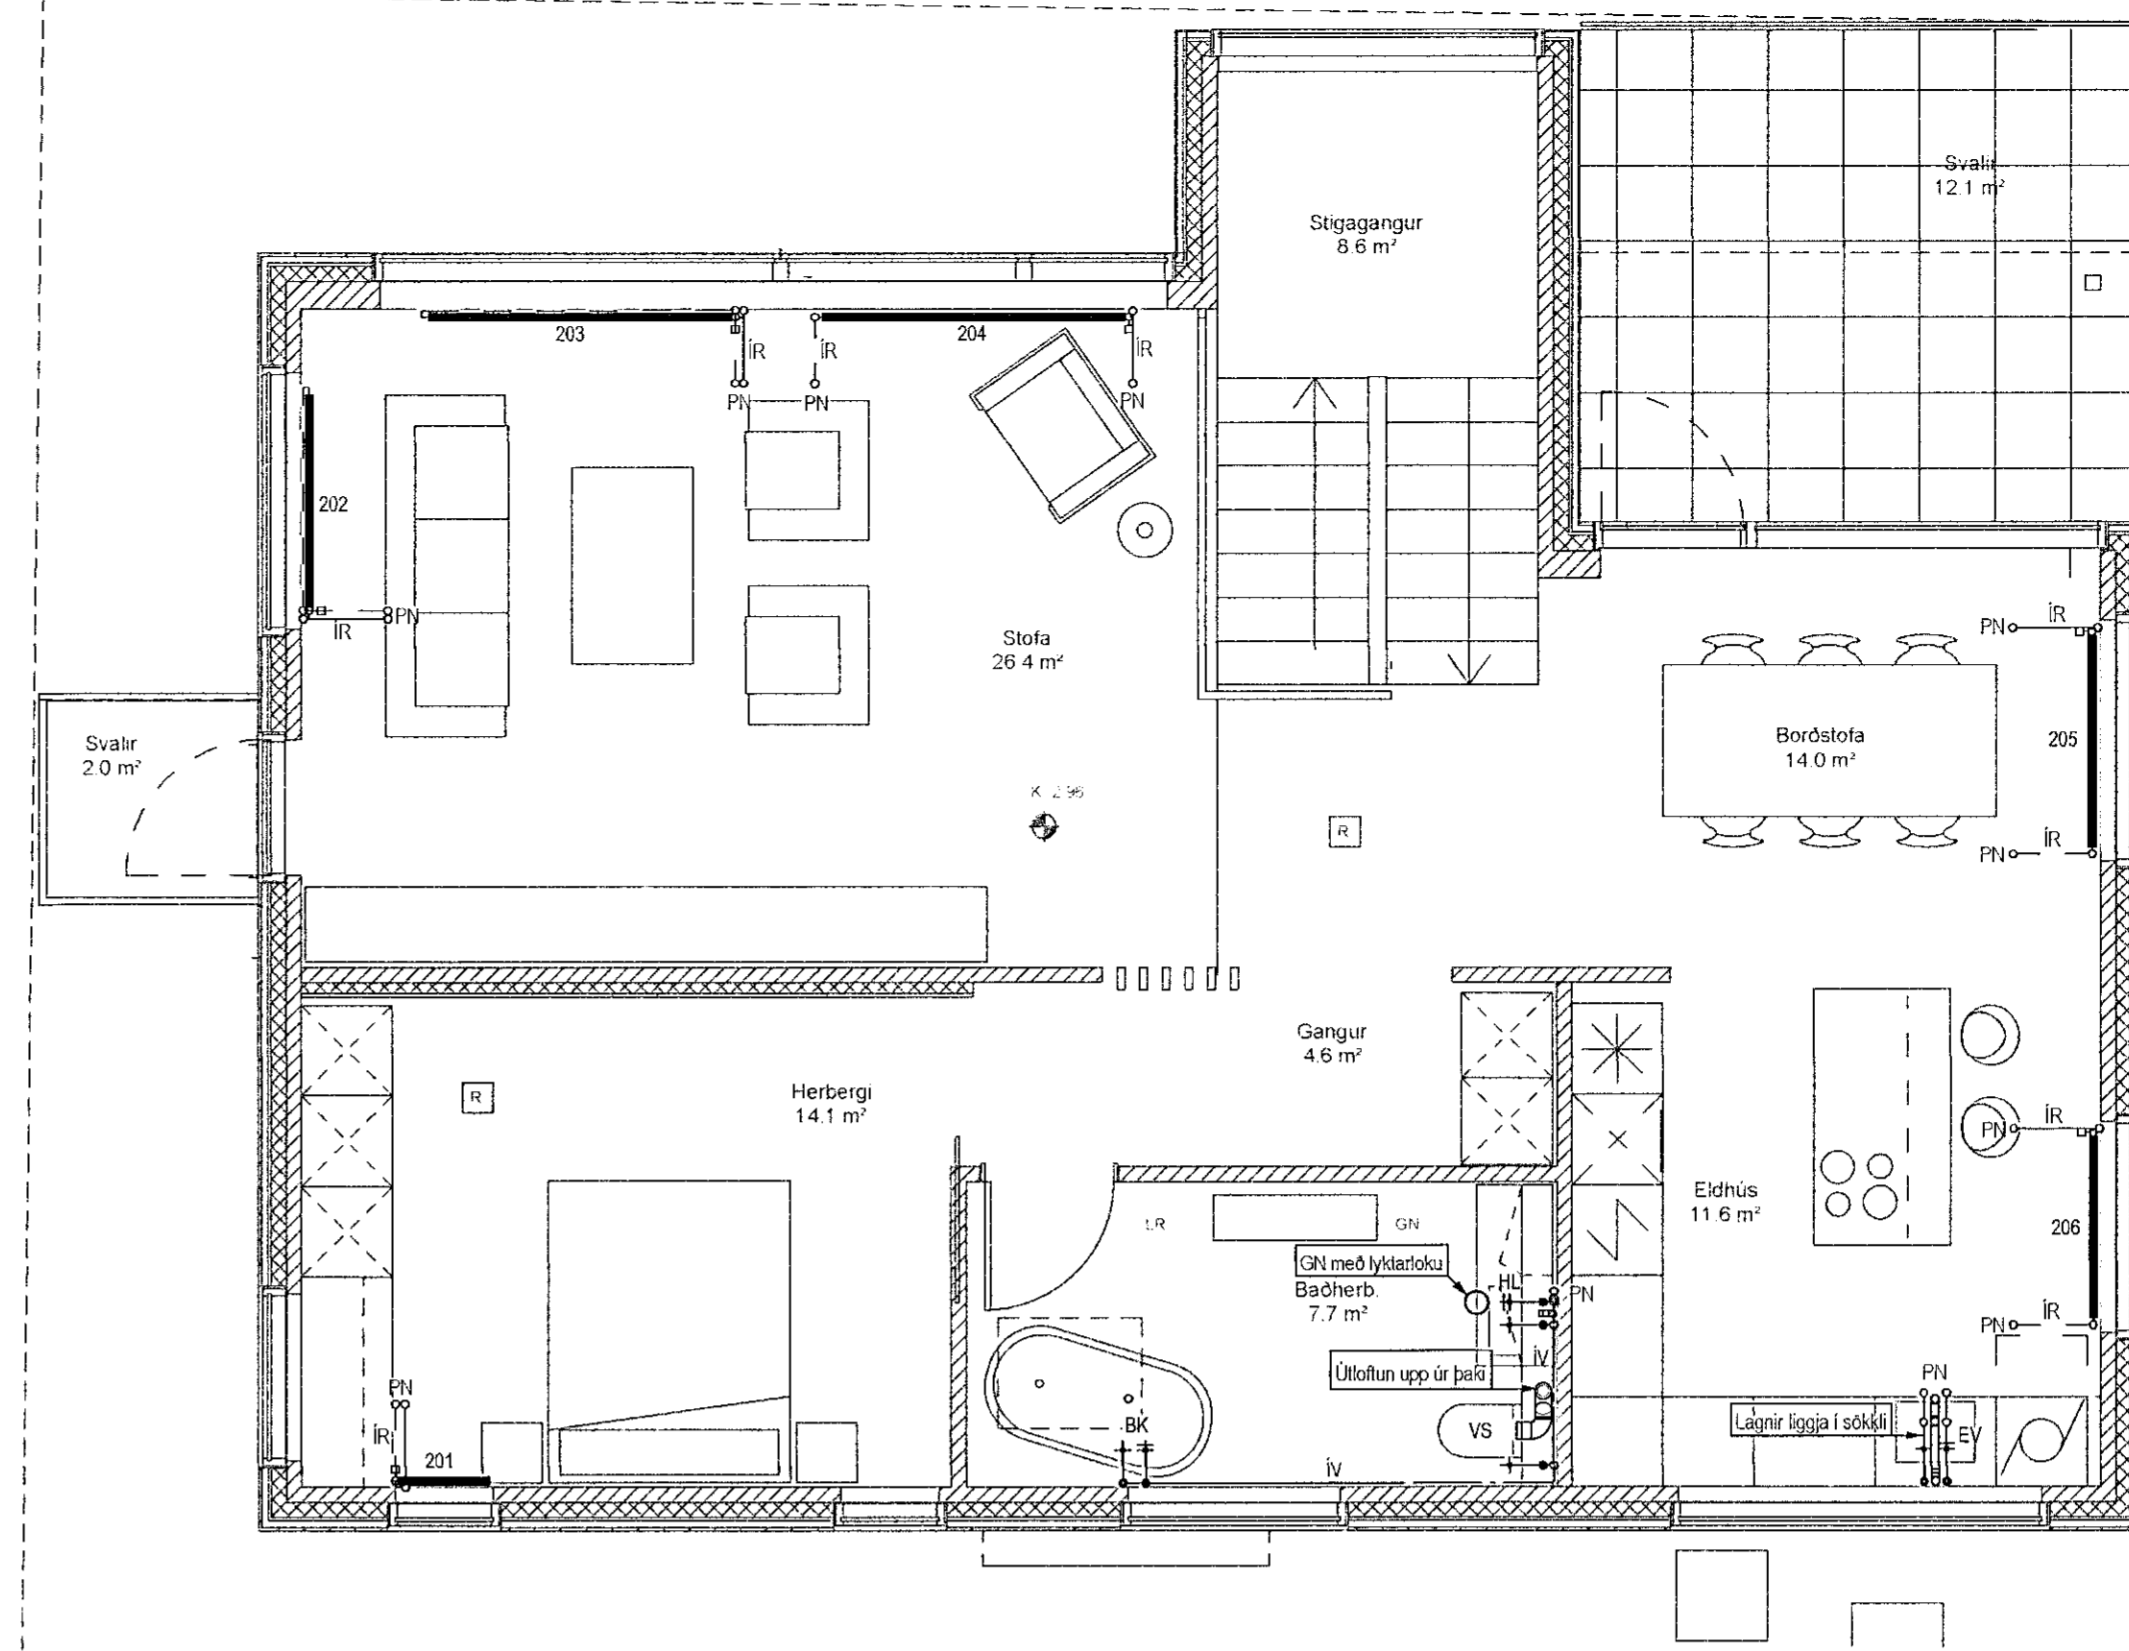 Svalir
12.1 m²
Stigagangur
8.6 m²
203
204
ÍR
ÍR
ÍR
PN
PN
PN
202
ÍR
PN
Stofa
26.4 m²
PN
ÍR
Svalir
2.0 m²
Borðstofa
14.0 m²
205
K 2.96
R
PN
ÍR
Gangur
4.6 m²
R
Herbergi
14.1 m²
PN
ÍR
Eldhús
11.6 m²
LR
GN
206
GN með lyktarloku
Baðherb.
7.7 m²
HL
PN
PN
ÍR
Útloftun upp úr þaki
ÍV
PN
PN
ÍR
BK
VS
Lagnir liggja í sökkli
EV
201
ÍV